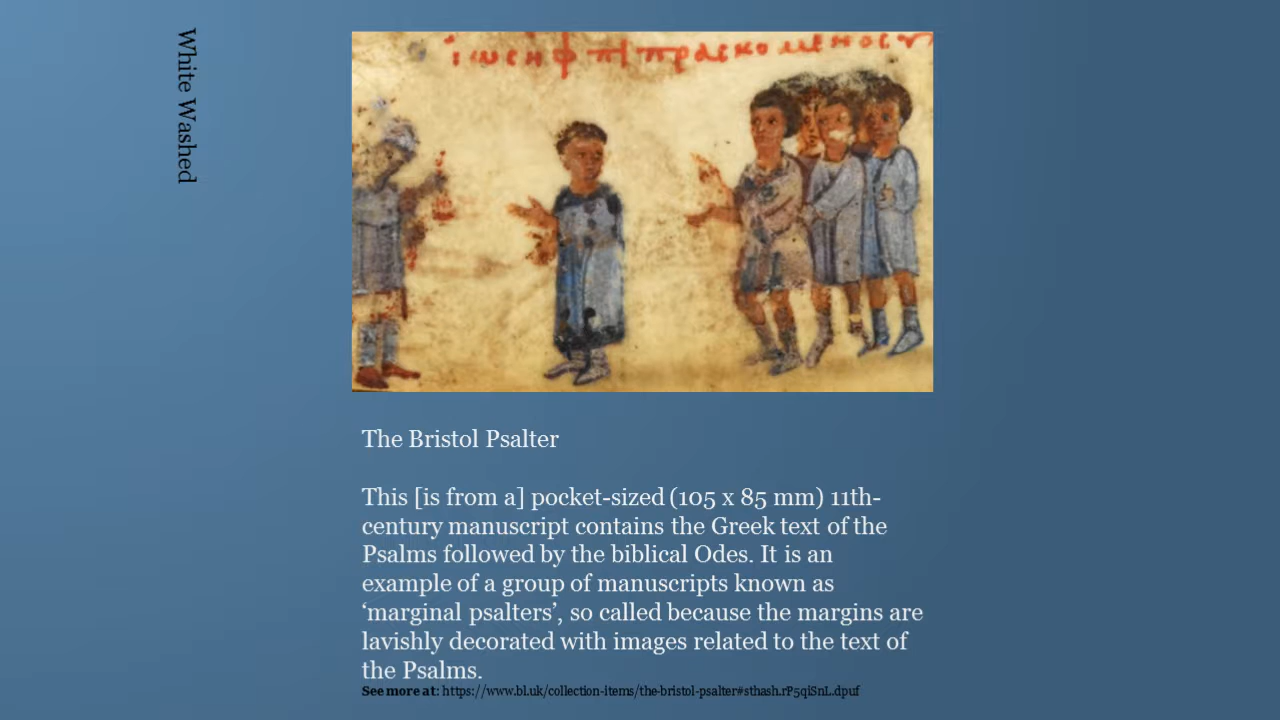 White Washed
ἰωσηφ πιπρασκομενοσ
The Bristol Psalter
This [is from a] pocket-sized (105 x 85 mm) 11th-
century manuscript contains the Greek text of the
Psalms followed by the biblical Odes. It is an
example of a group of manuscripts known as
‘marginal psalters’, so called because the margins are
lavishly decorated with images related to the text of
the Psalms.
See more at: https://www.bl.uk/collection-items/the-bristol-psalter#sthash.rP5qiSnL.dpuf